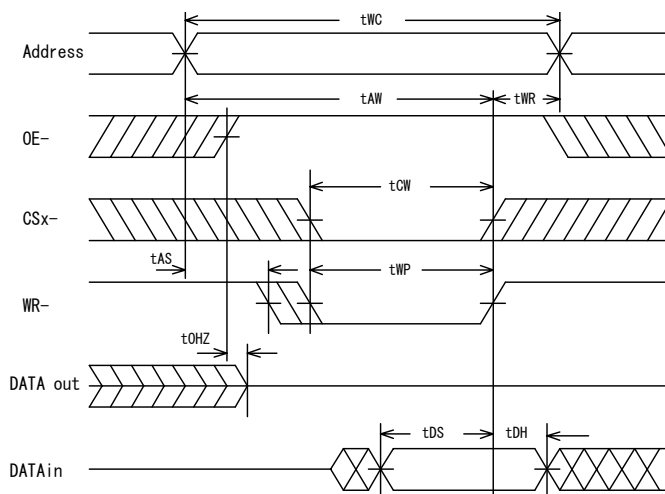 tWC
Address
tAW
tWR
OE-
tCW
CSx-
tAS
tWP
WR-
tOHZ
DATA out
tDS
tDH
DATAin